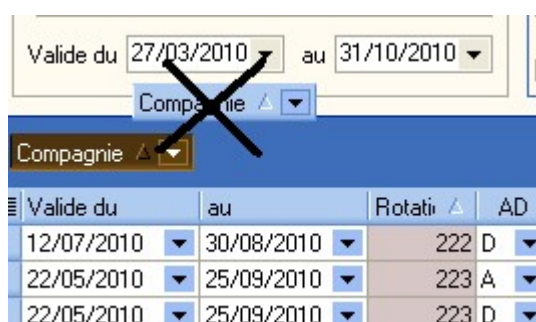 Valide du 27/03/2010 au 31/10/2010
Compagnie
Compagnie
Valide du au Rotati AD
12/07/2010 30/08/2010 222 D
22/05/2010 25/09/2010 223 A
22/05/2010 25/09/2010 223 D